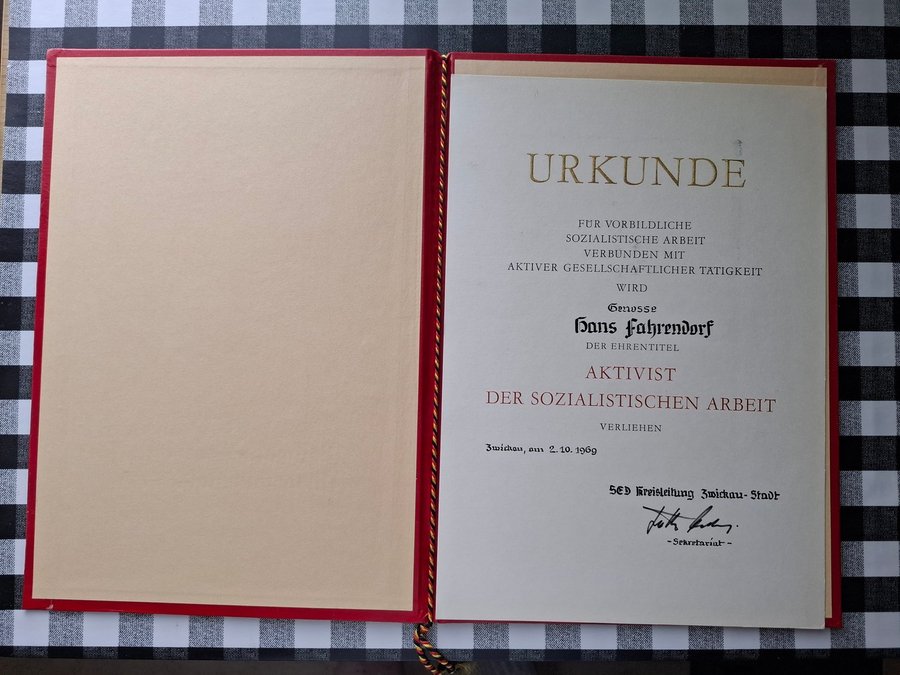 URKUNDE
FÜR VORBILDLICHE
SOZIALISTISCHE ARBEIT
VERBUNDEN MIT
AKTIVER GESELLSCHAFTLICHER TÄTIGKEIT
WIRD
Genosse
Hans Fahrendorf
DER EHRENTITEL
AKTIVIST
DER SOZIALISTISCHEN ARBEIT
VERLIEHEN
Zwickau, am 2.10.1969
SED Kreisleitung Zwickau-Stadt
-Sekretariat-